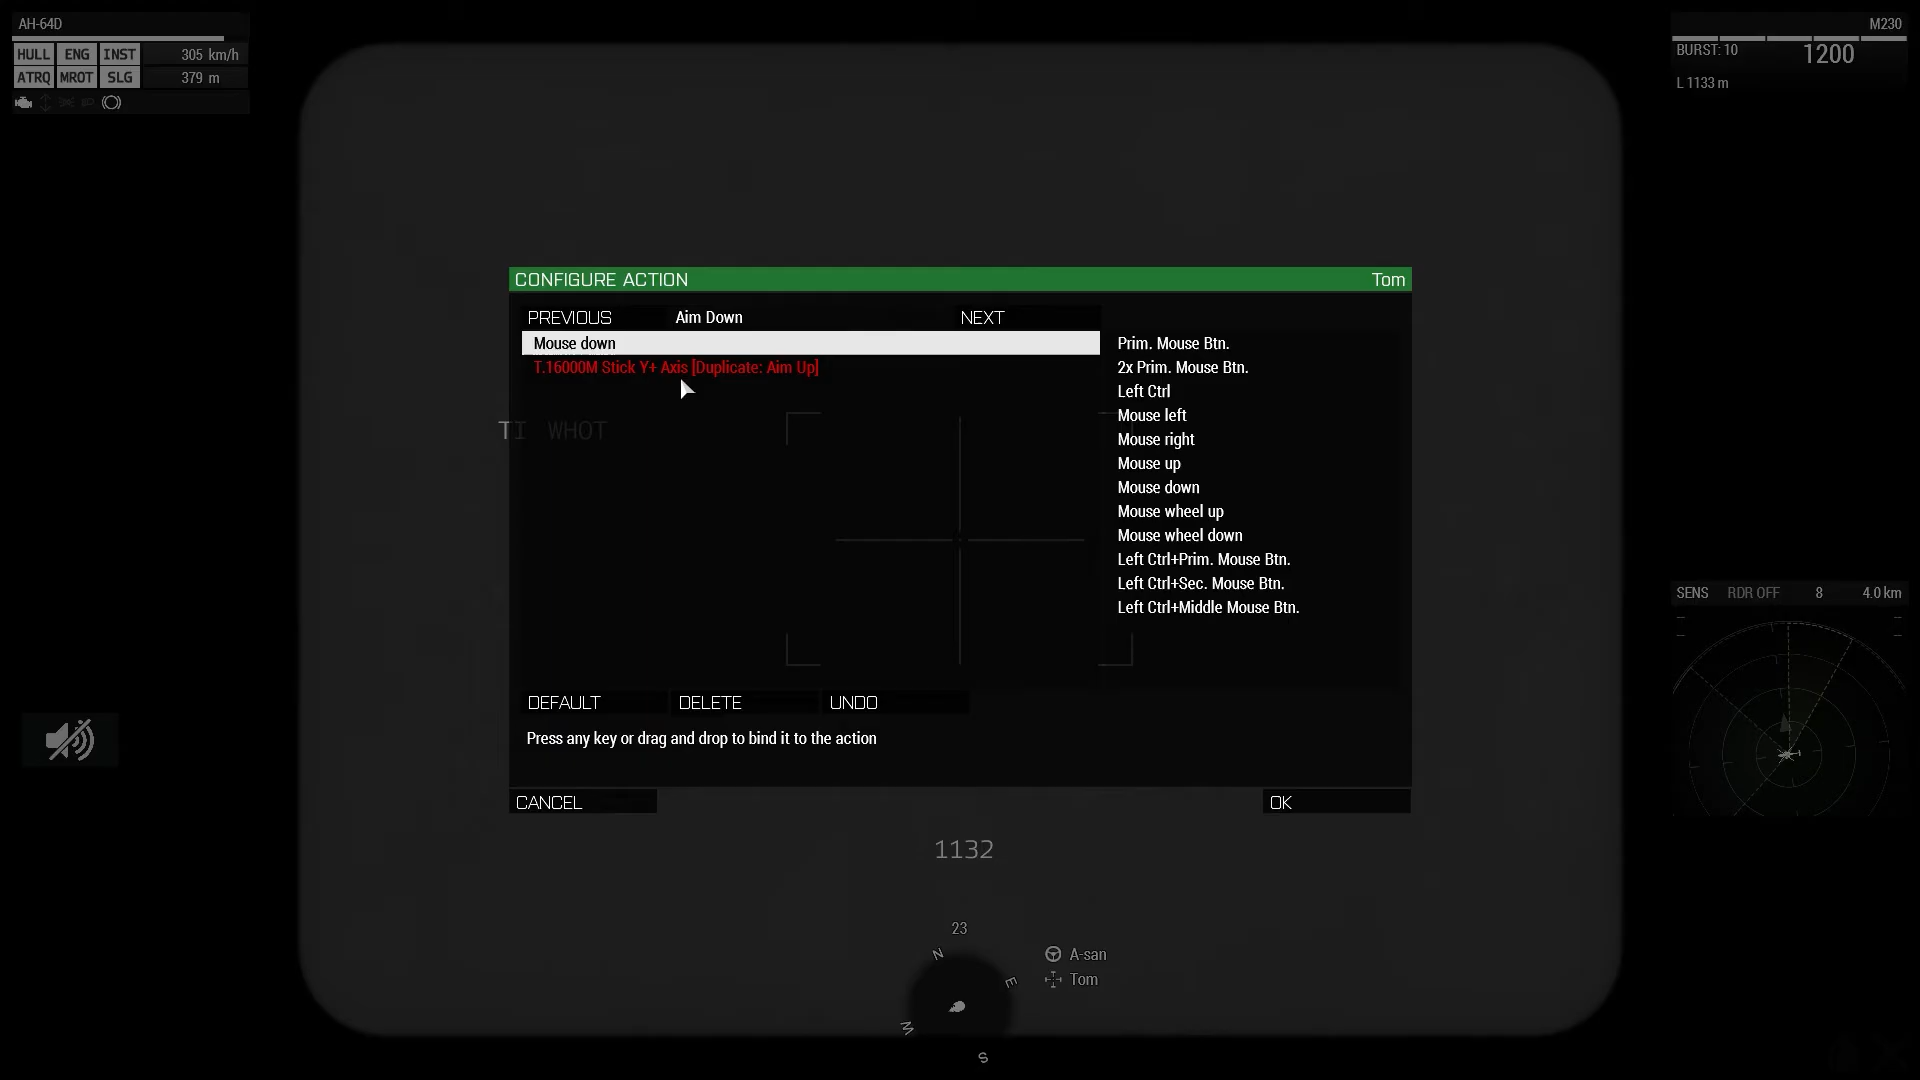 AH-64D
HULL ENG INST 305 km/h
ATRQ MROT SLG 379 m
M230
BURST: 10 1200
L 1133 m
CONFIGURE ACTION Tom
PREVIOUS Aim Down NEXT
Mouse down
T.16000M Stick Y+ Axis [Duplicate: Aim Up]
Prim. Mouse Btn.
2x Prim. Mouse Btn.
Left Ctrl
Mouse left
Mouse right
Mouse up
Mouse down
Mouse wheel up
Mouse wheel down
Left Ctrl+Prim. Mouse Btn.
Left Ctrl+Sec. Mouse Btn.
Left Ctrl+Middle Mouse Btn.
TI WHOT
DEFAULT DELETE UNDO
Press any key or drag and drop to bind it to the action
CANCEL OK
SENS RDR OFF 8 4.0 km
1132
23
N
E
W
S
A-san
Tom